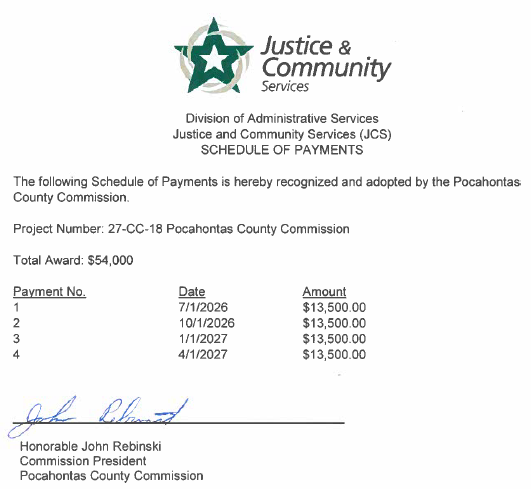 Justice &
Community
Services
Division of Administrative Services
Justice and Community Services (JCS)
SCHEDULE OF PAYMENTS
The following Schedule of Payments is hereby recognized and adopted by the Pocahontas
County Commission.
Project Number: 27-CC-18 Pocahontas County Commission
Total Award: $54,000
Payment No. Date Amount
1 7/1/2026 $13,500.00
2 10/1/2026 $13,500.00
3 1/1/2027 $13,500.00
4 4/1/2027 $13,500.00
John Rebinski
Honorable John Rebinski
Commission President
Pocahontas County Commission